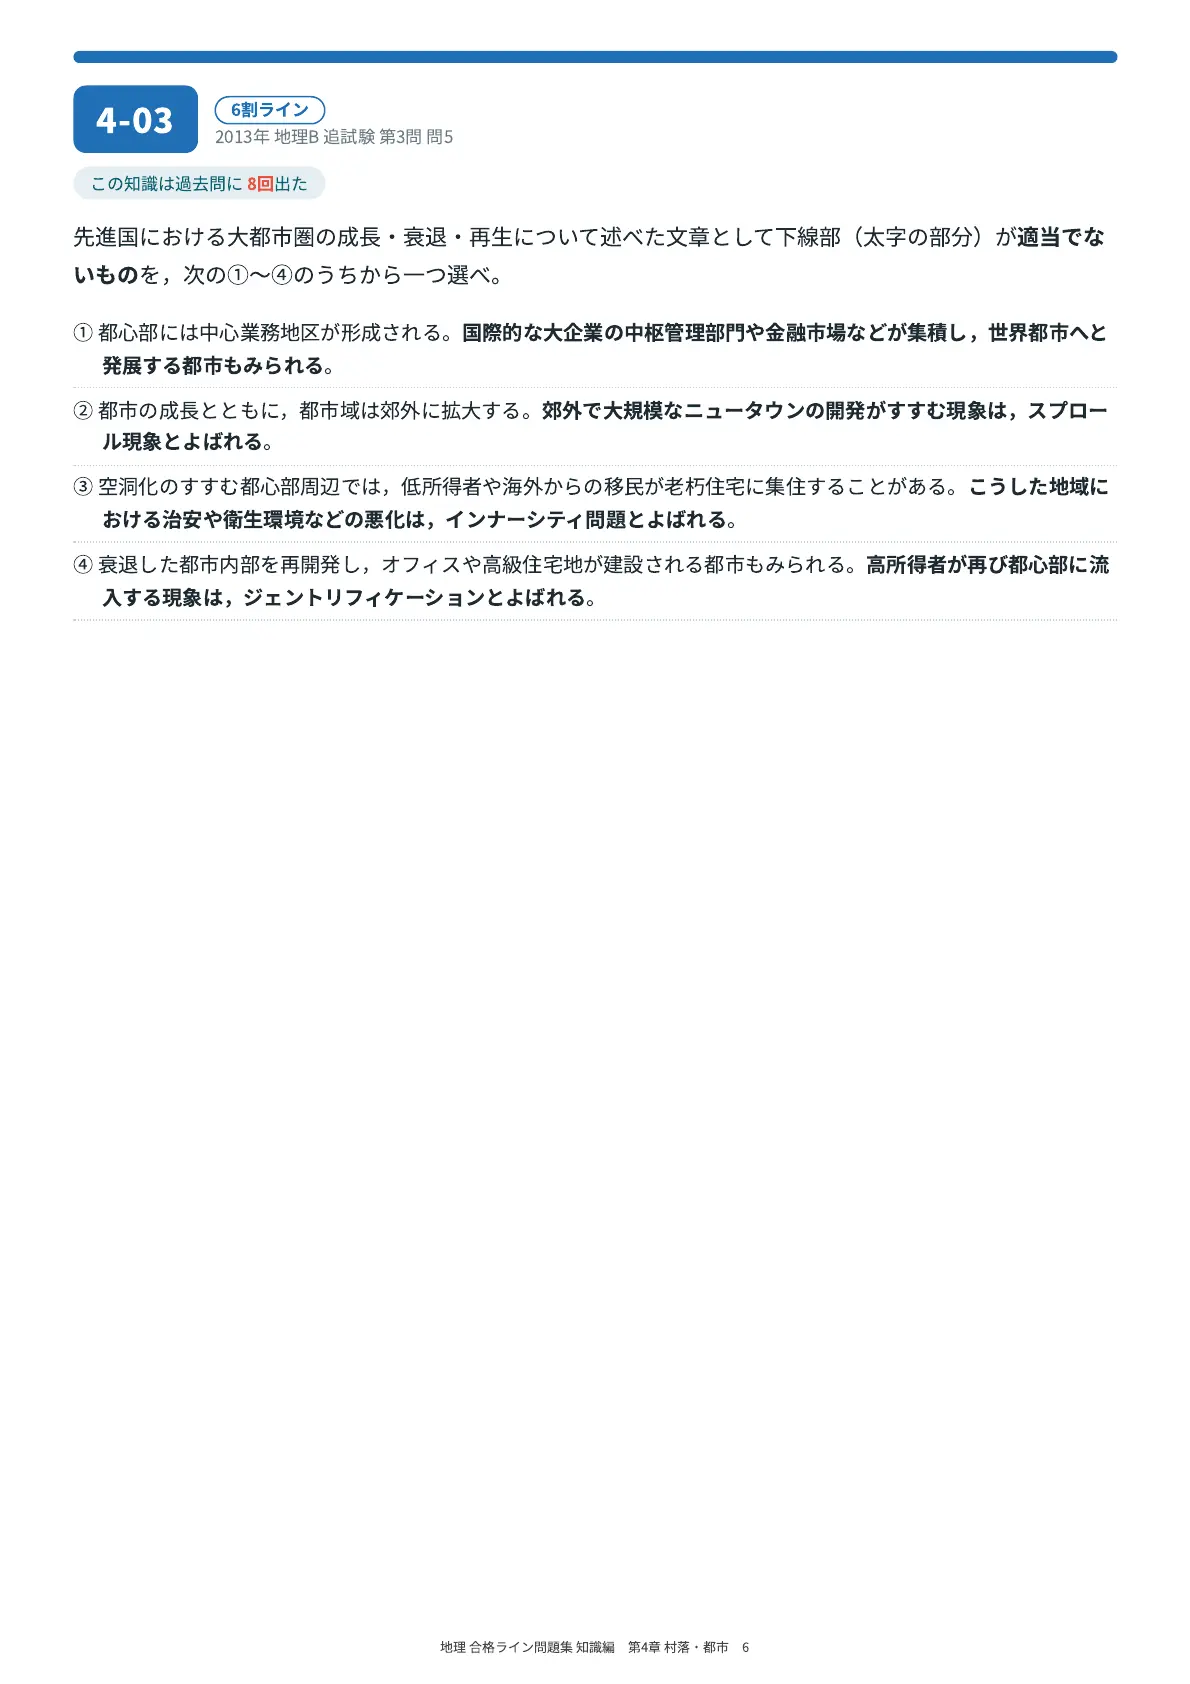 4-03
6割ライン
2013年 地理B 追試験 第3問 問5
この知識は過去問に 8回出た
先進国における大都市圏の成長・衰退・再生について述べた文章として下線部（太字の部分）が適当でな
いものを，次の①～④のうちから一つ選べ。
① 都心部には中心業務地区が形成される。国際的な大企業の中枢管理部門や金融市場などが集積し，世界都市へと
発展する都市もみられる。
② 都市の成長とともに，都市域は郊外に拡大する。郊外で大規模なニュータウンの開発がすすむ現象は，スプロー
ル現象とよばれる。
③ 空洞化のすすむ都心部周辺では，低所得者や海外からの移民が老朽住宅に集住することがある。こうした地域に
おける治安や衛生環境などの悪化は，インナーシティ問題とよばれる。
④ 衰退した都市内部を再開発し，オフィスや高級住宅地が建設される都市もみられる。高所得者が再び都心部に流
入する現象は，ジェントリフィケーションとよばれる。
地理 合格ライン問題集 知識編　第4章 村落・都市　6